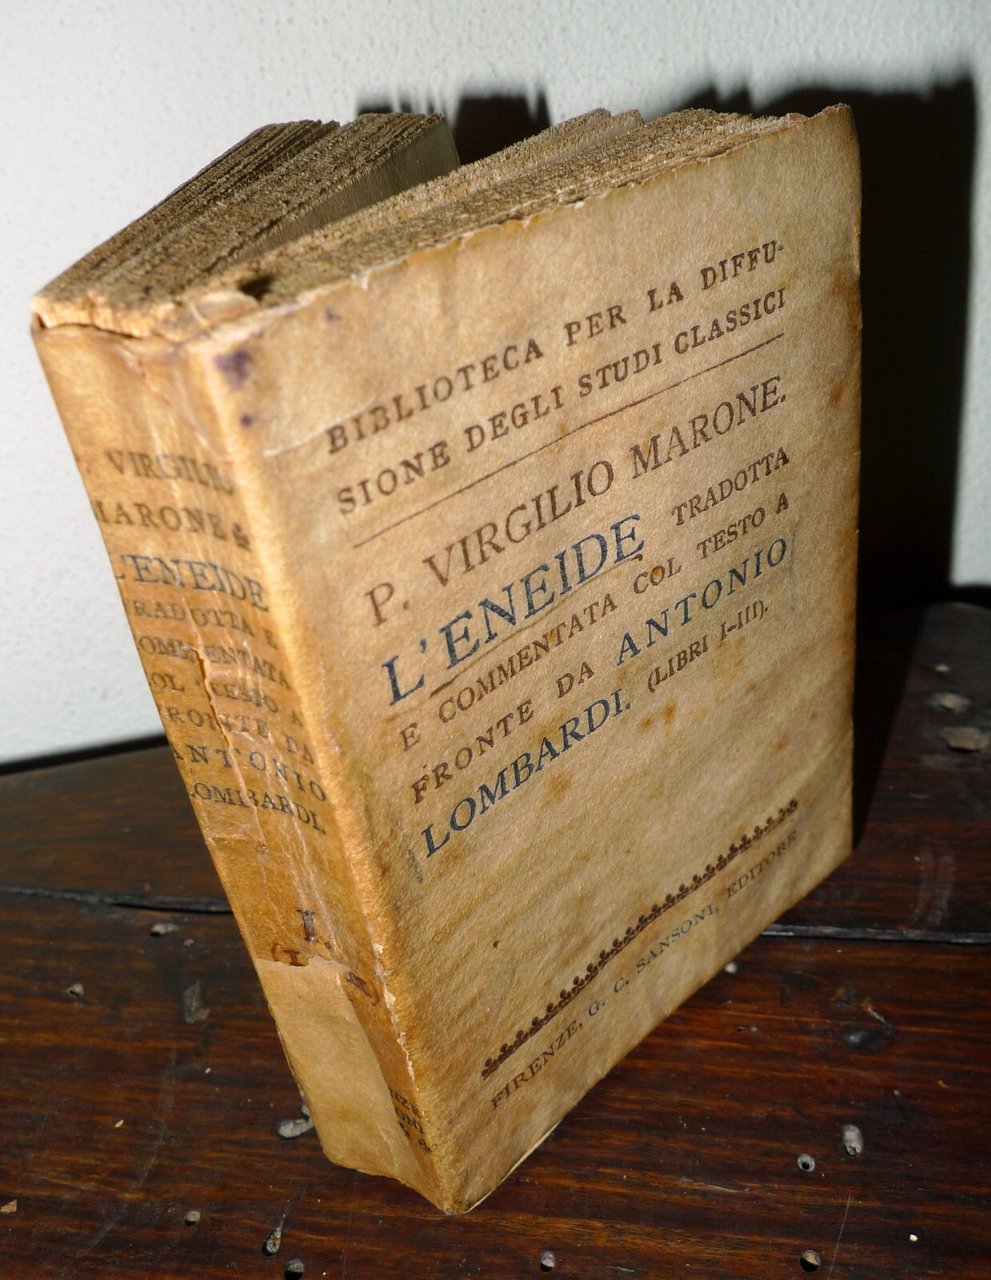 BIBLIOTECA PER LA DIFFU-
SIONE DEGLI STUDI CLASSICI
P. VIRGILIO MARONE.
L'ENEIDE TRADOTTA
E COMMENTATA COL TESTO A
FRONTE DA ANTONIO
LOMBARDI. (LIBRI I-III).
FIRENZE, G. C. SANSONI, EDITORE
VIRGILIO
MARONE &
L'ENEIDE
TRADOTTA E
COMMENTATA
COL TESTO A
FRONTE DA
ANTONIO
LOMBARDI.
I.